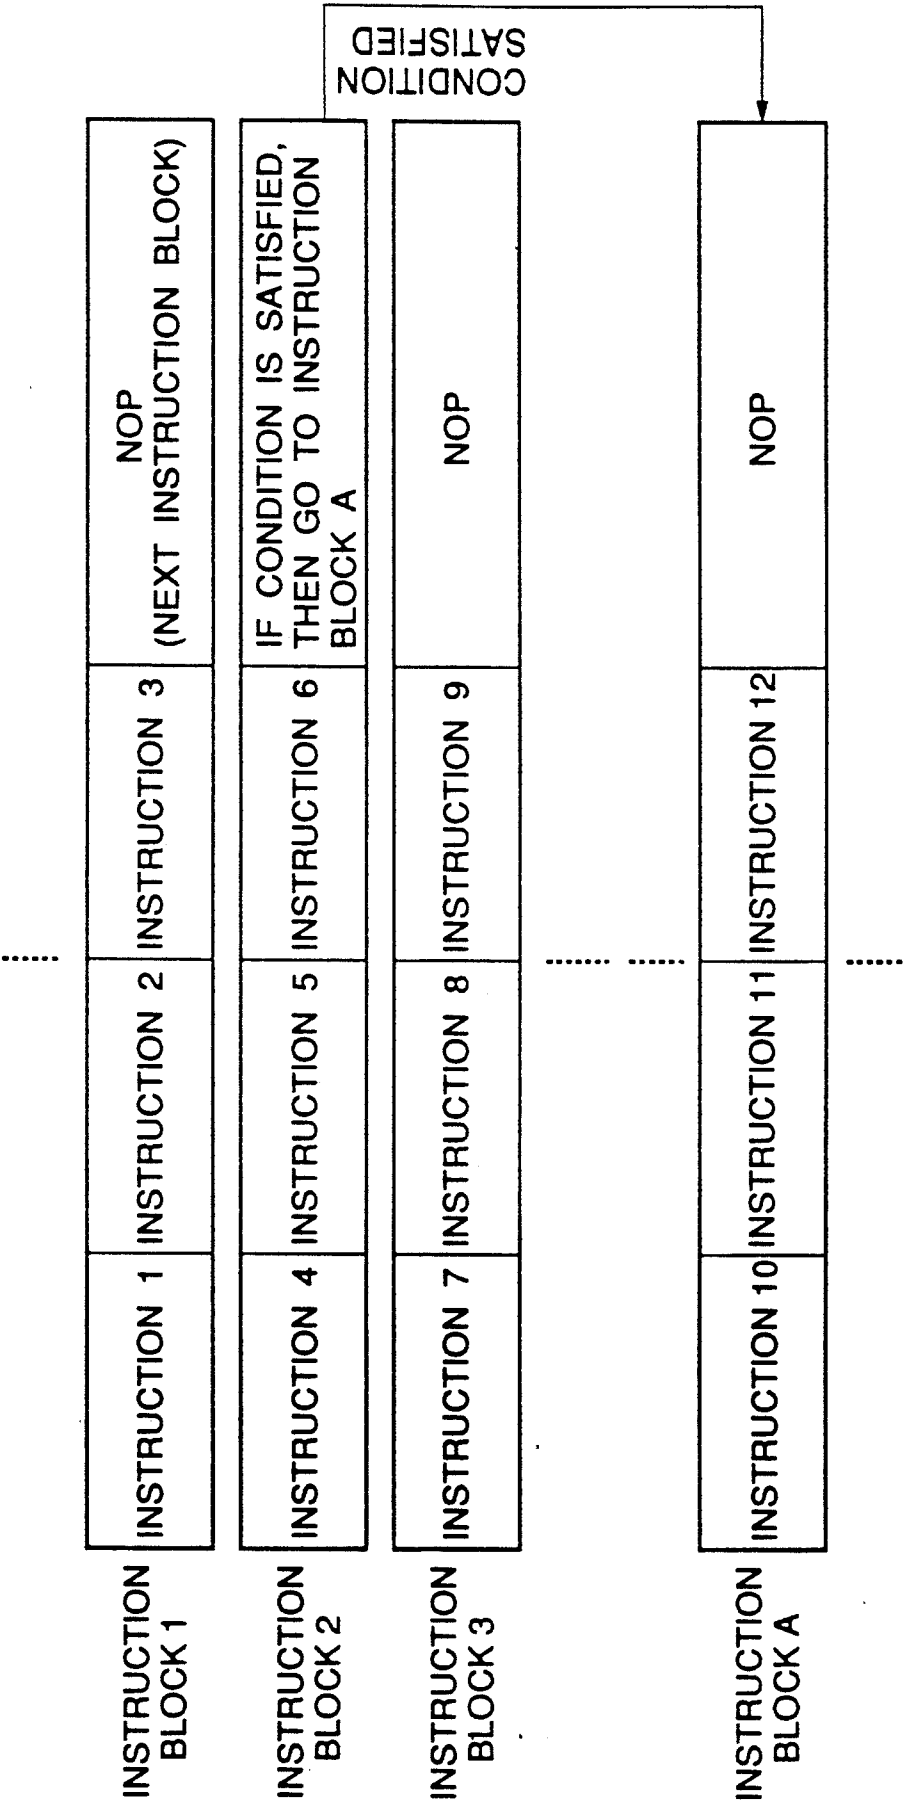 INSTRUCTION
BLOCK 1
INSTRUCTION 1
INSTRUCTION 2
INSTRUCTION 3
NOP
(NEXT INSTRUCTION BLOCK)
INSTRUCTION
BLOCK 2
INSTRUCTION 4
INSTRUCTION 5
INSTRUCTION 6
IF CONDITION IS SATISFIED,
THEN GO TO INSTRUCTION
BLOCK A
CONDITION
SATISFIED
INSTRUCTION
BLOCK 3
INSTRUCTION 7
INSTRUCTION 8
INSTRUCTION 9
NOP
INSTRUCTION
BLOCK A
INSTRUCTION 10
INSTRUCTION 11
INSTRUCTION 12
NOP